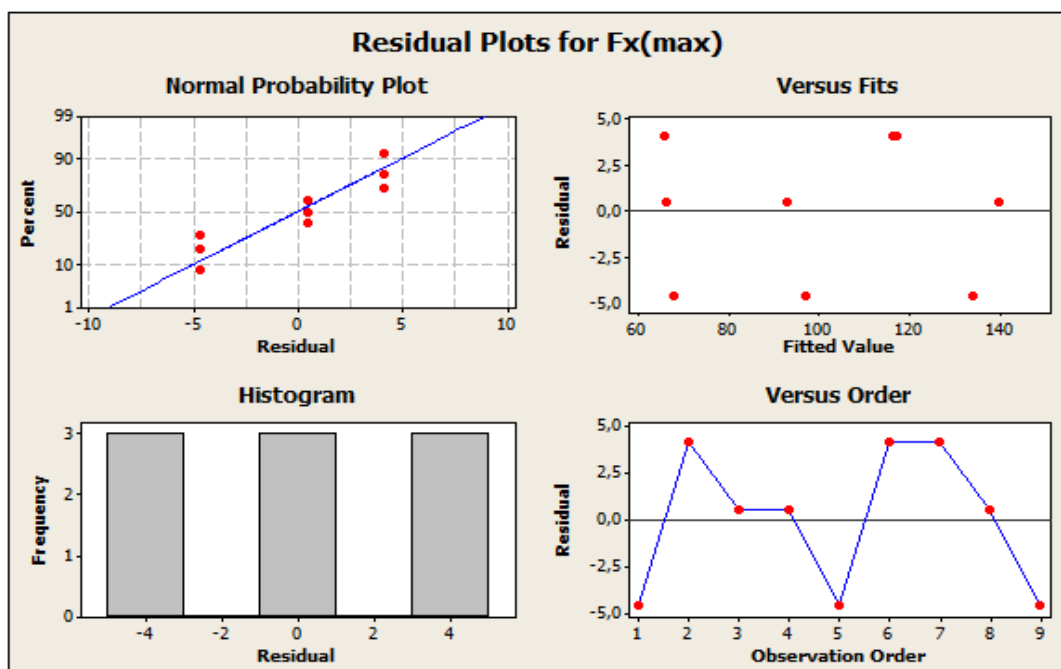 Residual Plots for Fx(max)
Normal Probability Plot
99
90
50
10
1
Percent
-10 -5 0 5 10
Residual
Versus Fits
5,0
2,5
0,0
-2,5
-5,0
Residual
60 80 100 120 140
Fitted Value
Histogram
3
2
1
0
Frequency
-4 -2 0 2 4
Residual
Versus Order
5,0
2,5
0,0
-2,5
-5,0
Residual
1 2 3 4 5 6 7 8 9
Observation Order